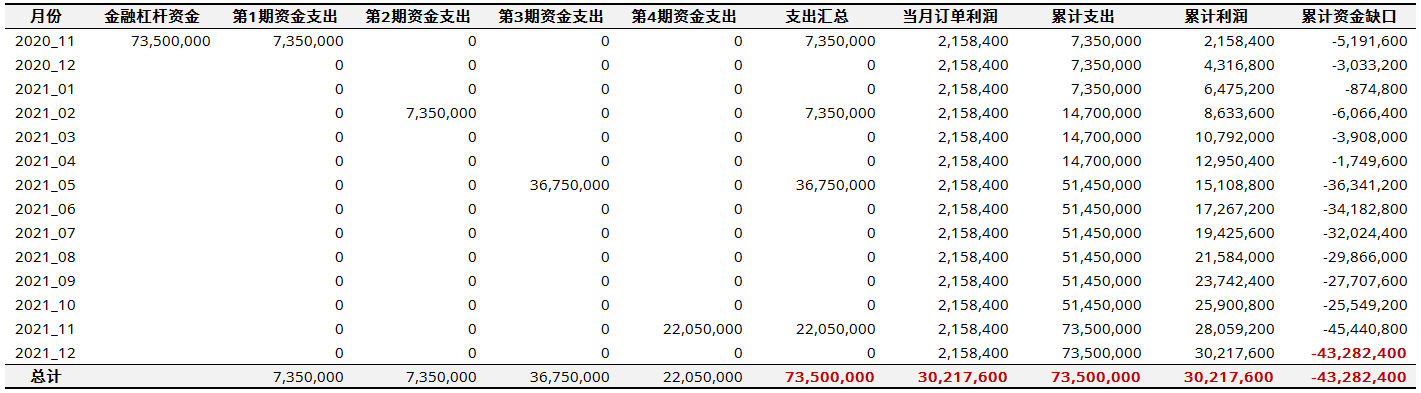 月份 金融杠杆资金 第1期资金支出 第2期资金支出 第3期资金支出 第4期资金支出 支出汇总 当月订单利润 累计支出 累计利润 累计资金缺口
2020_11 73,500,000 7,350,000 0 0 0 7,350,000 2,158,400 7,350,000 2,158,400 -5,191,600
2020_12 0 0 0 0 0 2,158,400 7,350,000 4,316,800 -3,033,200
2021_01 0 0 0 0 0 2,158,400 7,350,000 6,475,200 -874,800
2021_02 0 7,350,000 0 0 7,350,000 2,158,400 14,700,000 8,633,600 -6,066,400
2021_03 0 0 0 0 0 2,158,400 14,700,000 10,792,000 -3,908,000
2021_04 0 0 0 0 0 2,158,400 14,700,000 12,950,400 -1,749,600
2021_05 0 0 36,750,000 0 36,750,000 2,158,400 51,450,000 15,108,800 -36,341,200
2021_06 0 0 0 0 0 2,158,400 51,450,000 17,267,200 -34,182,800
2021_07 0 0 0 0 0 2,158,400 51,450,000 19,425,600 -32,024,400
2021_08 0 0 0 0 0 2,158,400 51,450,000 21,584,000 -29,866,000
2021_09 0 0 0 0 0 2,158,400 51,450,000 23,742,400 -27,707,600
2021_10 0 0 0 0 0 2,158,400 51,450,000 25,900,800 -25,549,200
2021_11 0 0 0 22,050,000 22,050,000 2,158,400 73,500,000 28,059,200 -45,440,800
2021_12 0 0 0 0 0 2,158,400 73,500,000 30,217,600 -43,282,400
总计 7,350,000 7,350,000 36,750,000 22,050,000 73,500,000 30,217,600 73,500,000 30,217,600 -43,282,400